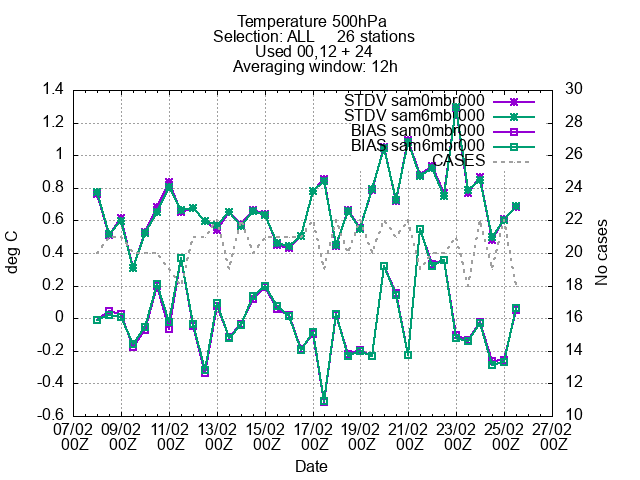 Temperature 500hPa
Selection: ALL 26 stations
Used 00,12 + 24
Averaging window: 12h
deg C
1.4
1.2
1
0.8
0.6
0.4
0.2
0
-0.2
-0.4
-0.6
STDV sam0mbr000
STDV sam6mbr000
BIAS sam0mbr000
BIAS sam6mbr000
CASES
30
28
26
24
22
20
18
16
14
12
10
No cases
07/02 09/02 11/02 13/02 15/02 17/02 19/02 21/02 23/02 25/02 27/02
00Z 00Z 00Z 00Z 00Z 00Z 00Z 00Z 00Z 00Z 00Z
Date